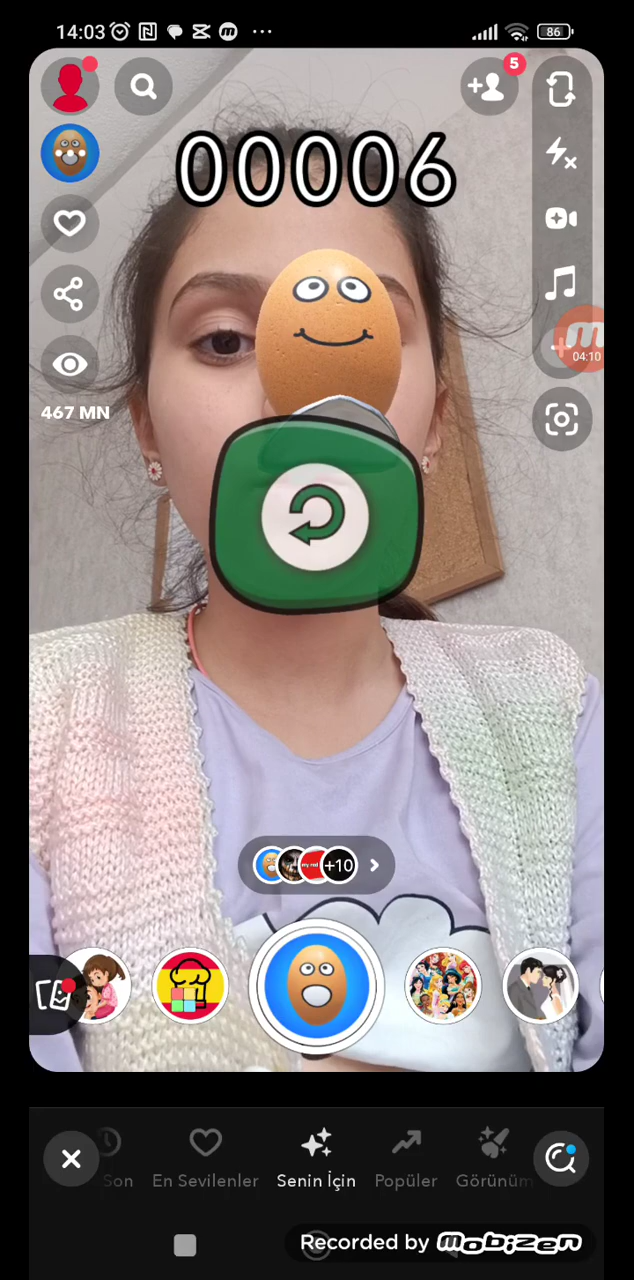 14:03
86
5
00006
04:10
467 MN
+10
Son
En Sevilenler
Senin İçin
Popüler
Görünüm
Recorded by mobizen